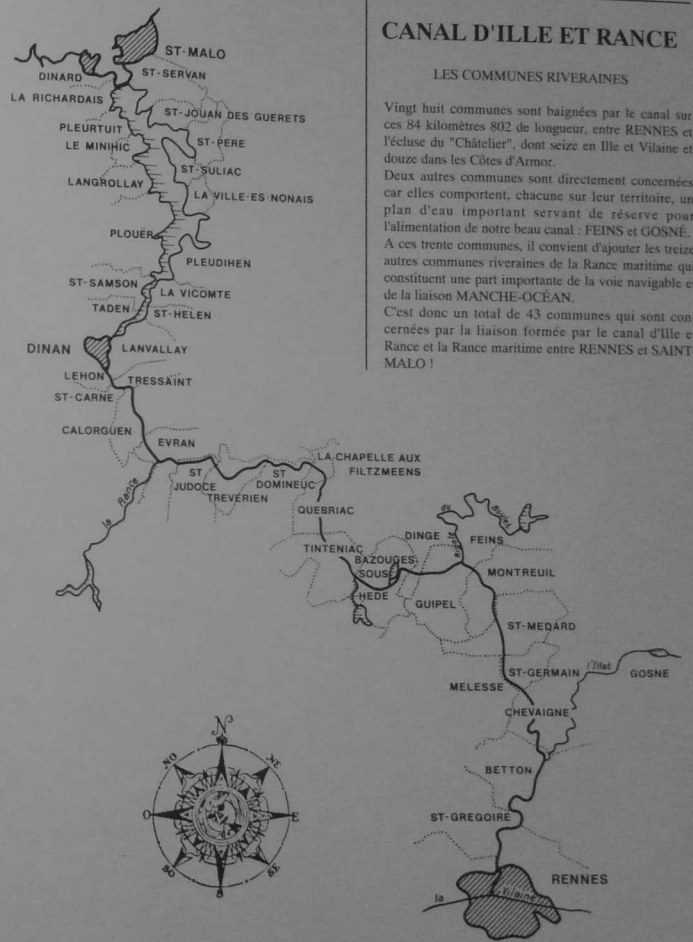 CANAL D'ILLE ET RANCE
LES COMMUNES RIVERAINES
Vingt huit communes sont baignées par le canal sur
ces 84 kilomètres 802 de longueur, entre RENNES et
l'écluse du "Châtelier", dont seize en Ille et Vilaine et
douze dans les Côtes d'Armor.
Deux autres communes sont directement concernées
car elles comportent, chacune sur leur territoire, un
plan d'eau important servant de réserve pour
l'alimentation de notre beau canal : FEINS et GOSNÉ.
A ces trente communes, il convient d'ajouter les treize
autres communes riveraines de la Rance maritime qui
constituent une part importante de la voie navigable et
de la liaison MANCHE-OCÉAN.
C'est donc un total de 43 communes qui sont con-
cernées par la liaison formée par le canal d'Ille e
Rance et la Rance maritime entre RENNES et SAINT
MALO !
ST-MALO
ST-SERVAN
DINARD
LA RICHARDAIS
ST-JOUAN DES GUERETS
PLEURTUIT
ST-PERE
LE MINIHIC
ST-SULIAC
LANGROLLAY
LA VILLE-ES-NONAIS
PLOUËR
PLEUDIHEN
ST-SAMSON
LA VICOMTE
TADEN
ST-HELEN
DINAN
LANVALLAY
LEHON
TRESSAINT
ST-CARNE
CALORGUEN
EVRAN
la Rance
ST
JUDOCE
TREVERIEN
ST
DOMINEUC
LA CHAPELLE AUX
FILTZMEENS
QUEBRIAC
TINTENIAC
BAZOUGES
SOUS
HEDE
DINGE
Rigole
du
Boulet
FEINS
MONTREUIL
GUIPEL
ST-MEDARD
ST-GERMAIN
l'Illet
GOSNE
MELESSE
CHEVAIGNE
BETTON
ST-GREGOIRE
RENNES
la
Vilaine
N
NO
NE
O
E
SO
SE
S